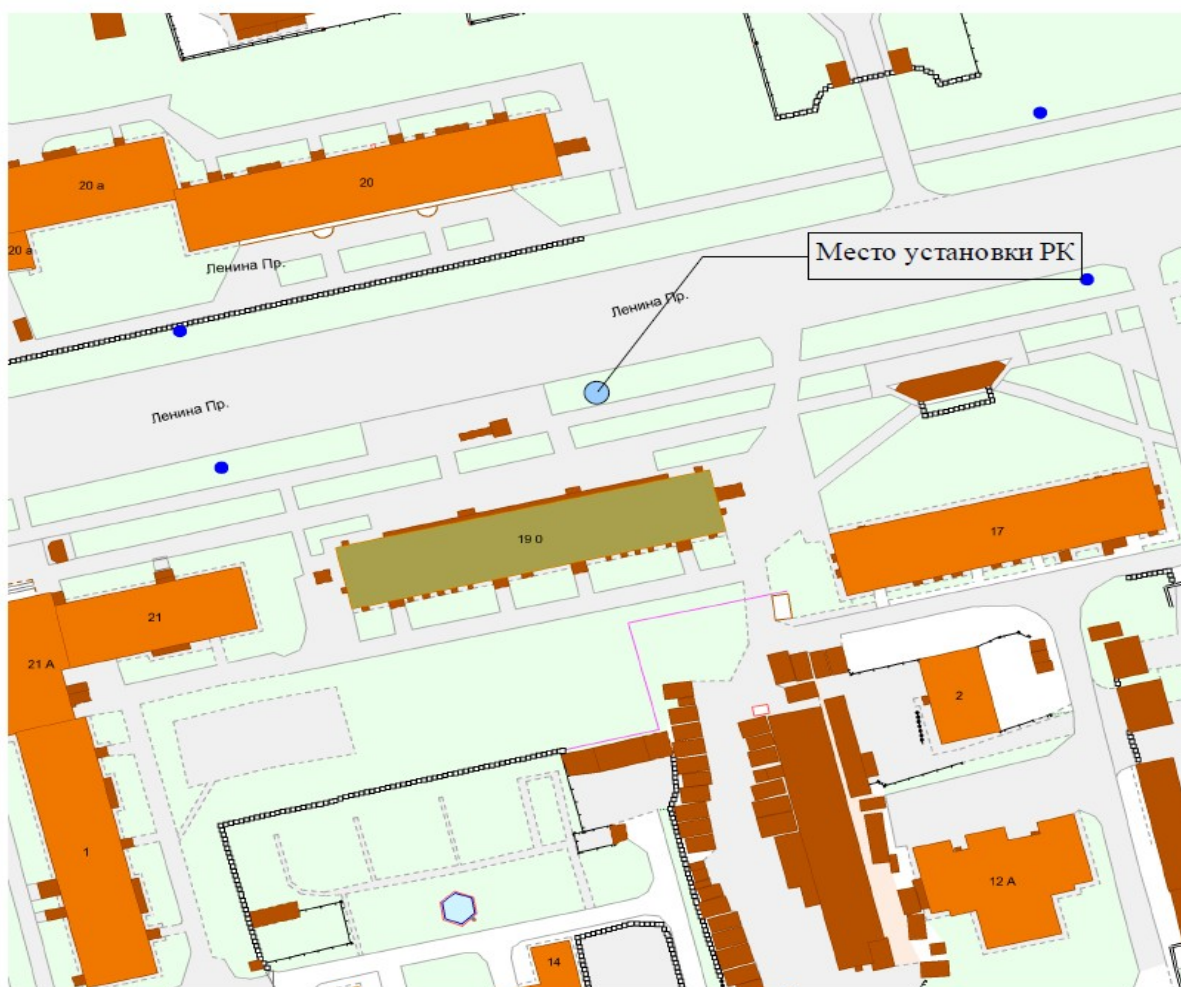 20 а
20
20 а
Ленина Пр.
Место установки РК
Ленина Пр.
Ленина Пр.
19 0
17
21
21 А
2
1
12 А
14